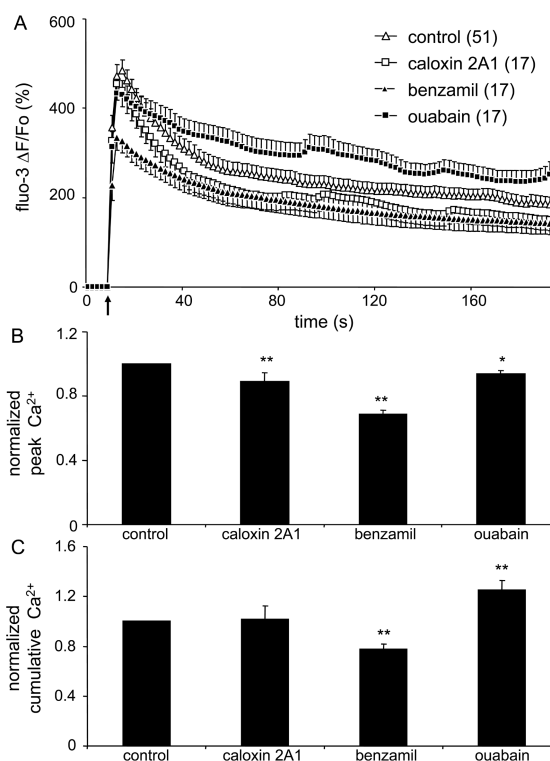 A
600
400
200
0
fluo-3 ΔF/Fo (%)
control (51)
caloxin 2A1 (17)
benzamil (17)
ouabain (17)
0 40 80 120 160
time (s)
B
1.2
0.8
0.4
0
normalized
peak Ca²⁺
** ** *
control caloxin 2A1 benzamil ouabain
C
1.6
1.2
0.8
0.4
0
normalized
cumulative Ca²⁺
** **
control caloxin 2A1 benzamil ouabain